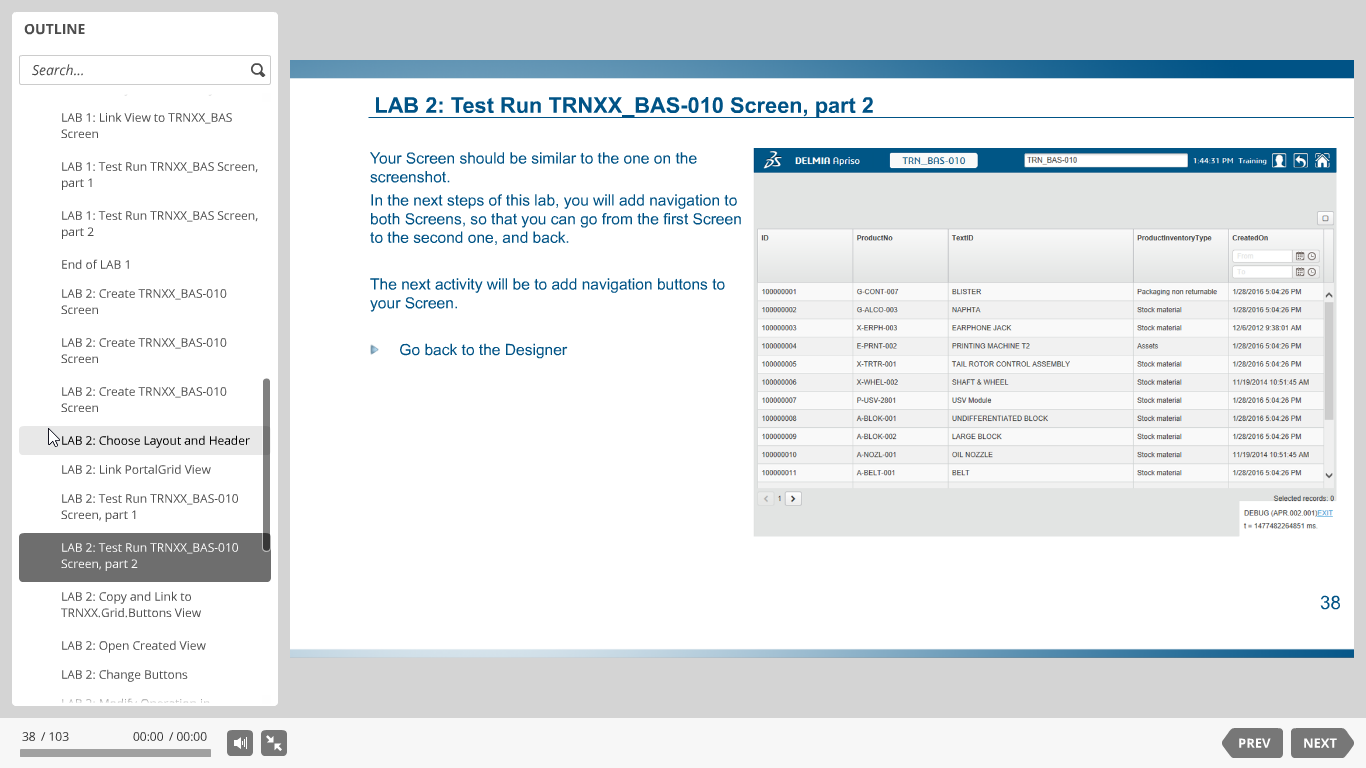 OUTLINE
Search...
LAB 1: Link View to TRNXX_BAS
Screen
LAB 1: Test Run TRNXX_BAS Screen,
part 1
LAB 1: Test Run TRNXX_BAS Screen,
part 2
End of LAB 1
LAB 2: Create TRNXX_BAS-010
Screen
LAB 2: Create TRNXX_BAS-010
Screen
LAB 2: Create TRNXX_BAS-010
Screen
LAB 2: Choose Layout and Header
LAB 2: Link PortalGrid View
LAB 2: Test Run TRNXX_BAS-010
Screen, part 1
LAB 2: Test Run TRNXX_BAS-010
Screen, part 2
LAB 2: Copy and Link to
TRNXX.Grid.Buttons View
LAB 2: Open Created View
LAB 2: Change Buttons
LAB 2: Modify Operation in
LAB 2: Test Run TRNXX_BAS-010 Screen, part 2
Your Screen should be similar to the one on the
screenshot.
In the next steps of this lab, you will add navigation to
both Screens, so that you can go from the first Screen
to the second one, and back.
The next activity will be to add navigation buttons to
your Screen.
Go back to the Designer
DELMIA Apriso TRN_BAS-010 TRN_BAS-010 1:44:31 PM Training
ID ProductNo TextID ProductInventoryType CreatedOn
From
To
100000001 G-CONT-007 BLISTER Packaging non returnable 1/28/2016 5:04:26 PM
100000002 G-ALCO-003 NAPHTA Stock material 1/28/2016 5:04:26 PM
100000003 X-ERPH-003 EARPHONE JACK Stock material 12/6/2012 9:38:01 AM
100000004 E-PRNT-002 PRINTING MACHINE T2 Assets 1/28/2016 5:04:26 PM
100000005 X-TRTR-001 TAIL ROTOR CONTROL ASSEMBLY Stock material 1/28/2016 5:04:26 PM
100000006 X-WHEL-002 SHAFT & WHEEL Stock material 11/19/2014 10:51:45 AM
100000007 P-USV-2801 USV Module Stock material 1/28/2016 5:04:26 PM
100000008 A-BLOK-001 UNDIFFERENTIATED BLOCK Stock material 1/28/2016 5:04:26 PM
100000009 A-BLOK-002 LARGE BLOCK Stock material 1/28/2016 5:04:26 PM
100000010 A-NOZL-001 OIL NOZZLE Stock material 11/19/2014 10:51:45 AM
100000011 A-BELT-001 BELT Stock material 1/28/2016 5:04:26 PM
1 Selected records: 0
DEBUG (APR.002.001)EXIT
t = 1477482264851 ms
38
38 / 103 00:00 / 00:00 PREV NEXT